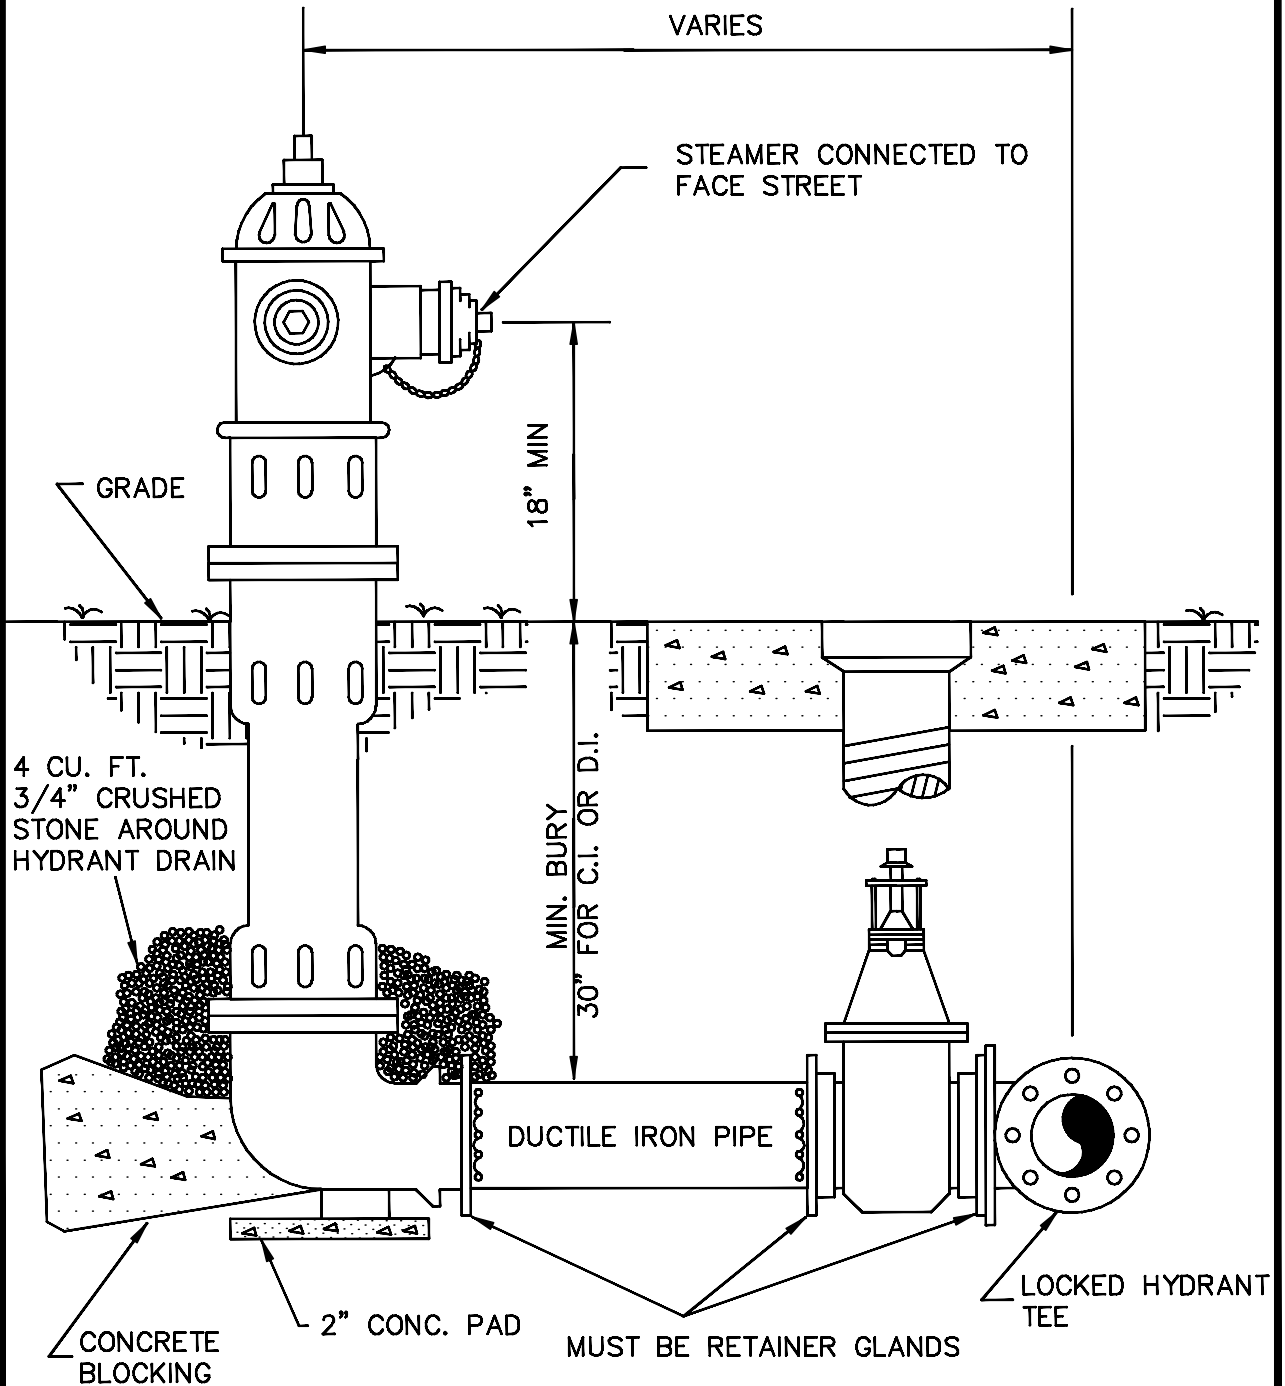 VARIES
STEAMER CONNECTED TO
FACE STREET
18" MIN
GRADE
4 CU. FT.
3/4" CRUSHED
STONE AROUND
HYDRANT DRAIN
MIN. BURY
30" FOR C.I. OR D.I.
DUCTILE IRON PIPE
LOCKED HYDRANT
TEE
2" CONC. PAD
MUST BE RETAINER GLANDS
CONCRETE
BLOCKING